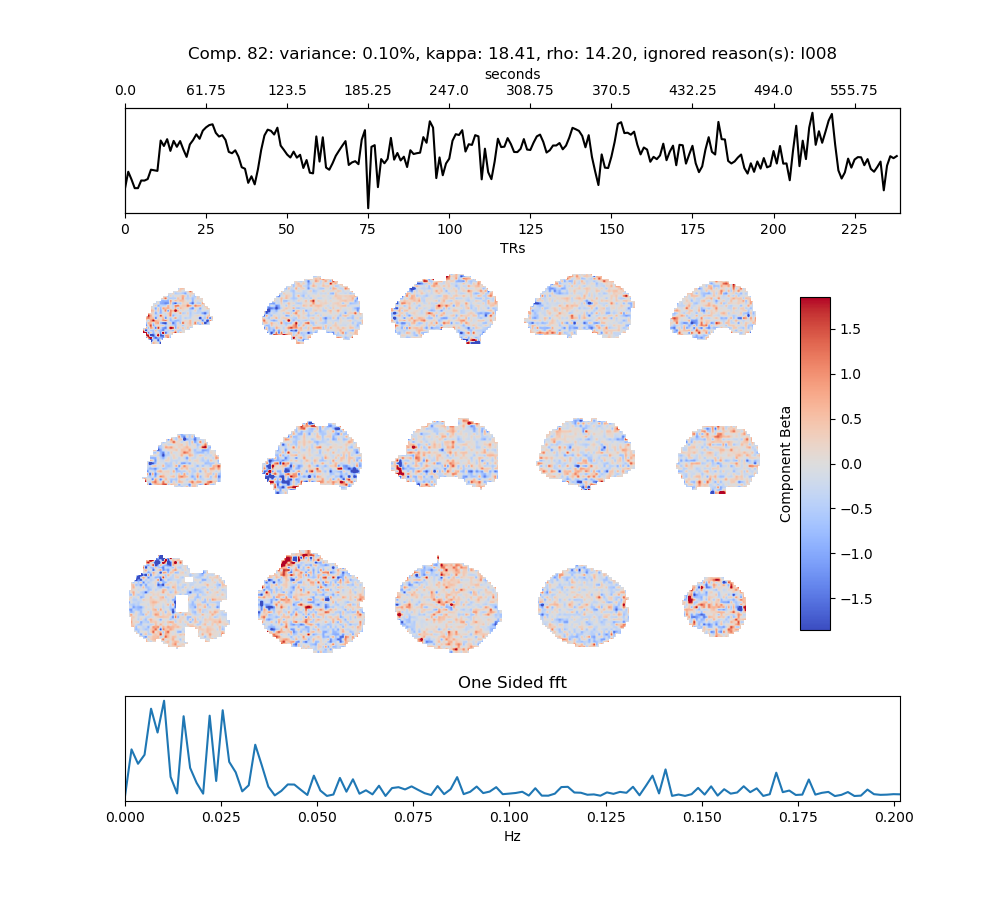 Comp. 82: variance: 0.10%, kappa: 18.41, rho: 14.20, ignored reason(s): I008
seconds
0.0 61.75 123.5 185.25 247.0 308.75 370.5 432.25 494.0 555.75
0 25 50 75 100 125 150 175 200 225
TRs
1.5
1.0
0.5
0.0
−0.5
−1.0
−1.5
Component Beta
One Sided fft
0.000 0.025 0.050 0.075 0.100 0.125 0.150 0.175 0.200
Hz